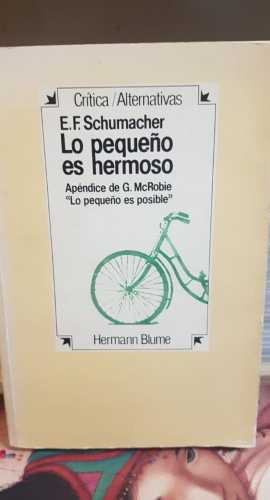 Crítica/Alternativas
E.F. Schumacher
Lo pequeño
es hermoso
Apéndice de G. McRobie
"Lo pequeño es posible"
Hermann Blume